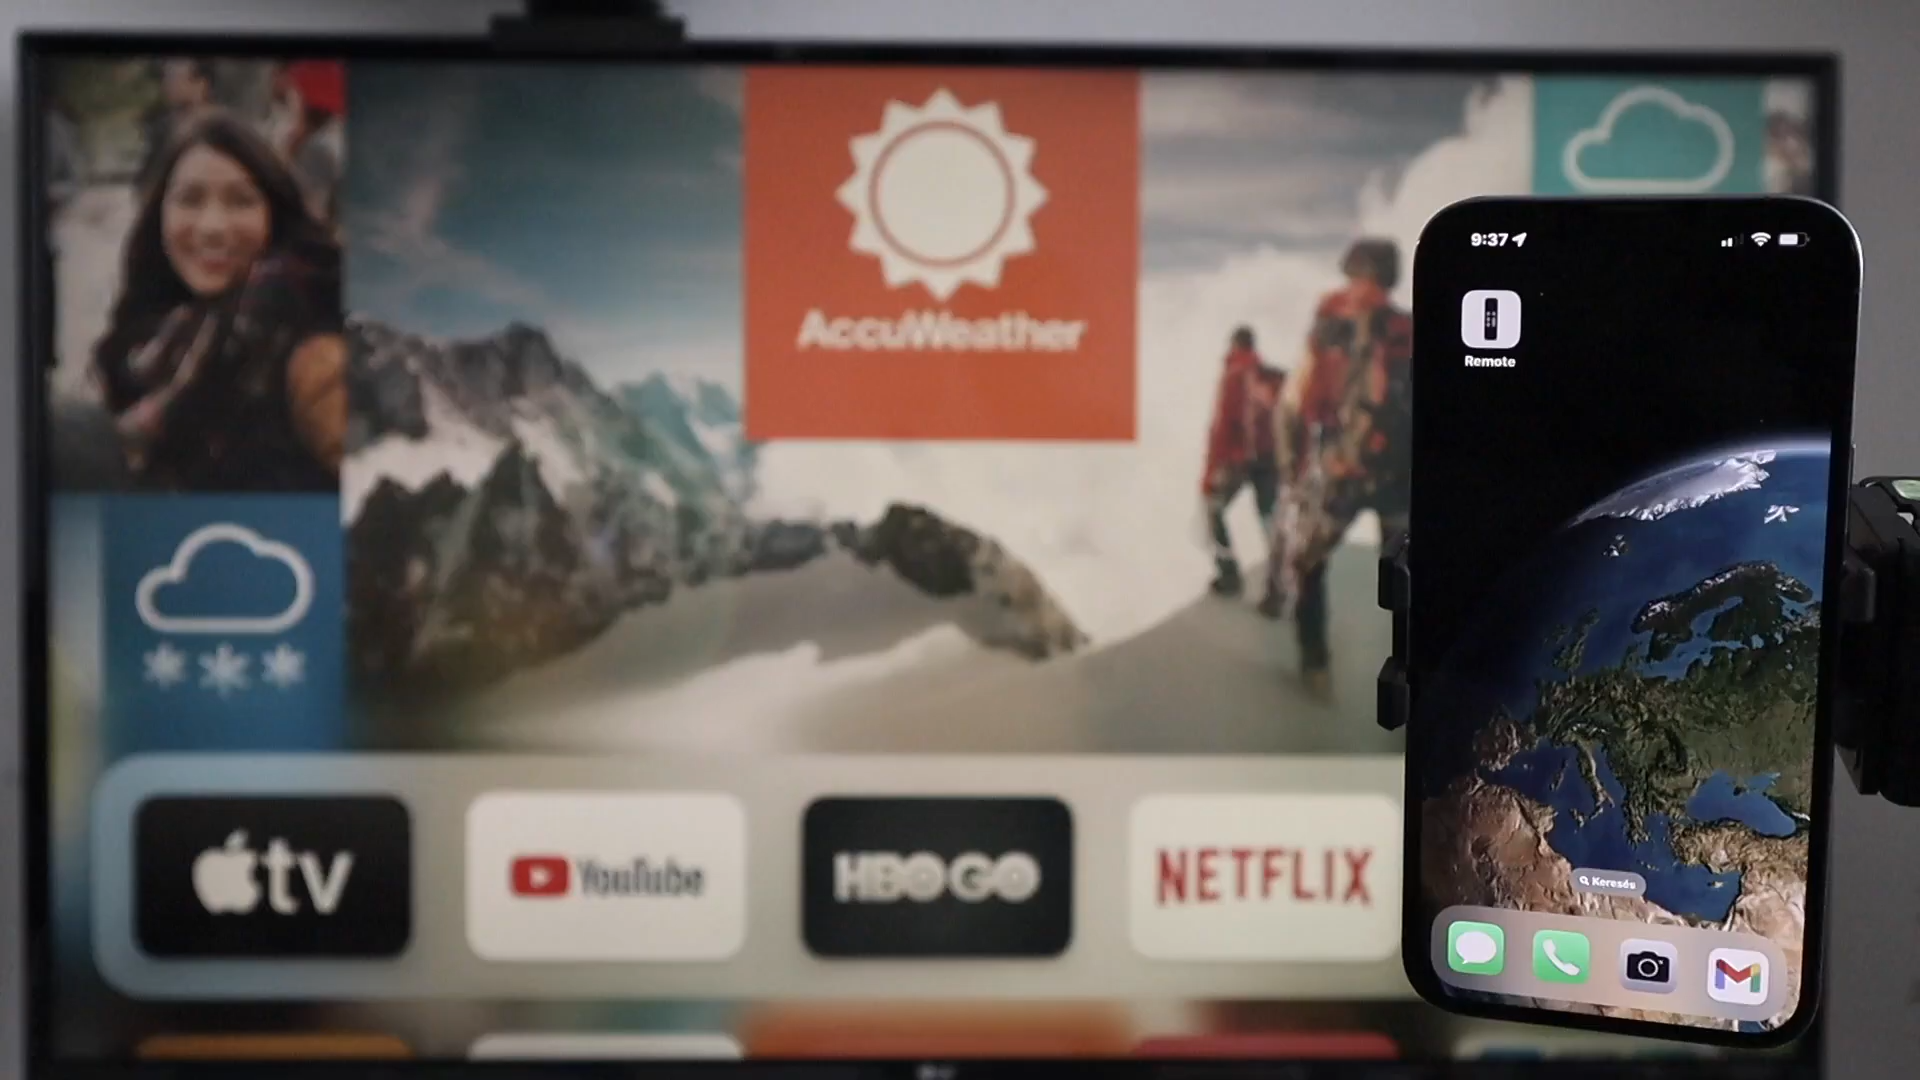 AccuWeather
9:37
Remote
tv
YouTube
HBO GO
NETFLIX
Keresés